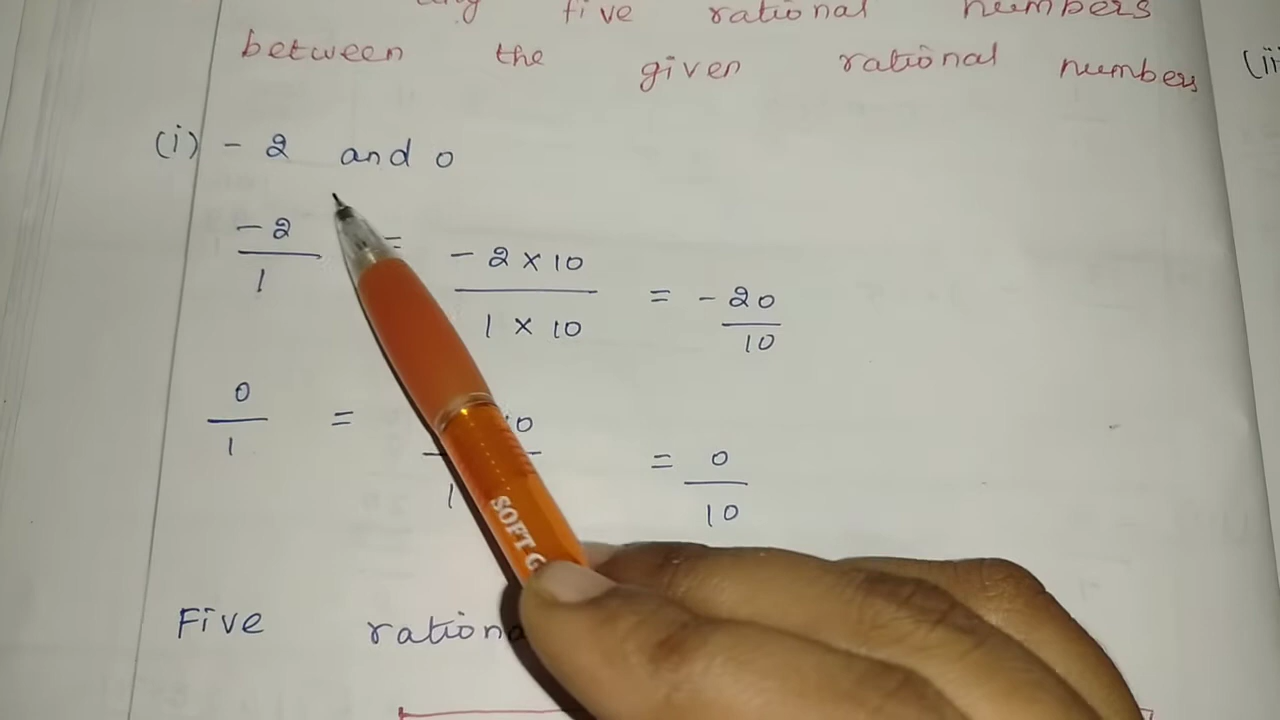 five rational numbers
between the given rational numbers
(i) - 2 and 0
-2/1 = - 2 × 10 / 1 × 10 = - 20/10
0/1 = = 0/10
Five
SOFT-G